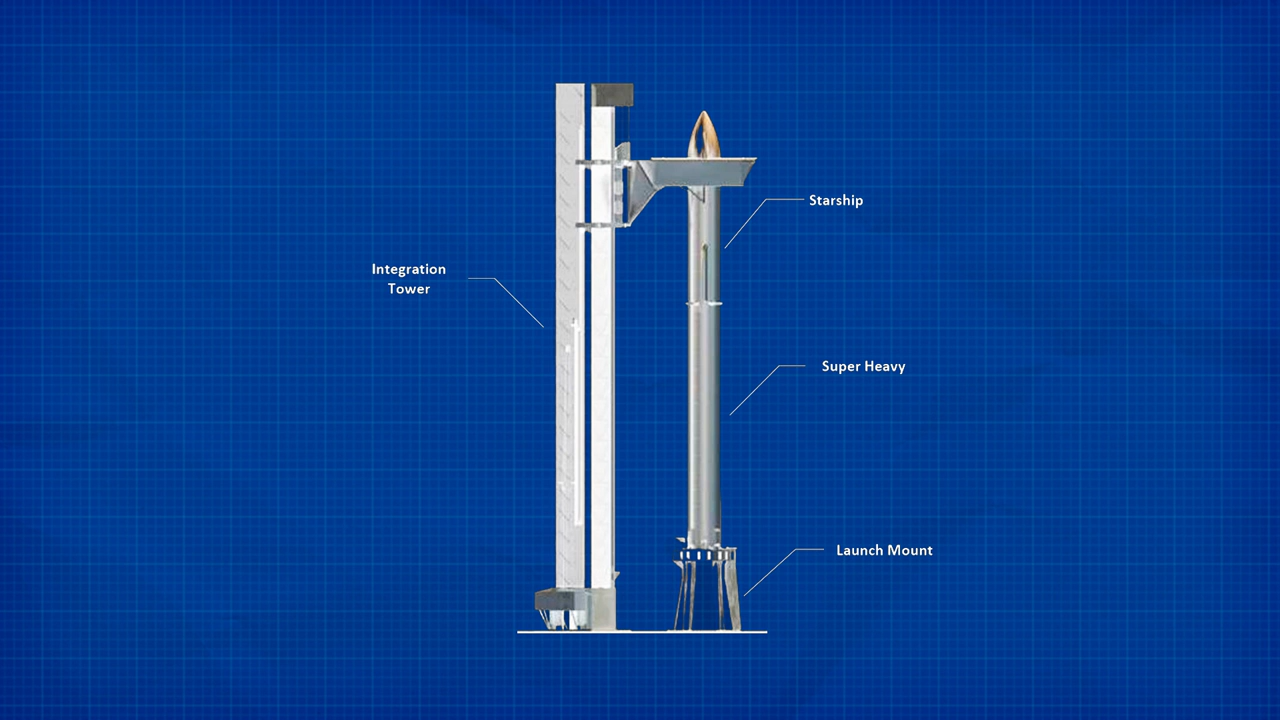 Starship
Integration
Tower
Super Heavy
Launch Mount